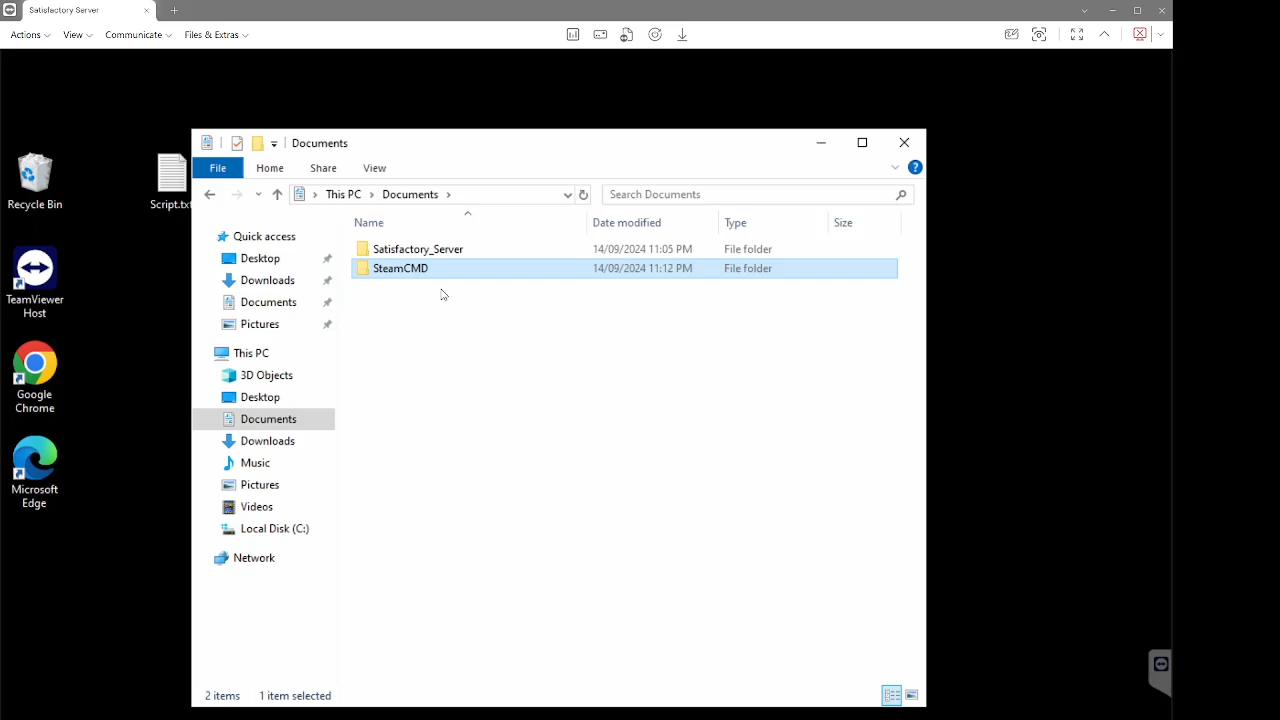 Satisfactory Server
Actions View Communicate Files & Extras
Documents
File Home Share View
This PC Documents Search Documents
Name Date modified Type Size
Quick access
Desktop
Downloads
Documents
Pictures
This PC
3D Objects
Desktop
Documents
Downloads
Music
Pictures
Videos
Local Disk (C:)
Network
Satisfactory_Server 14/09/2024 11:05 PM File folder
SteamCMD 14/09/2024 11:12 PM File folder
2 items 1 item selected
Recycle Bin
Script.txt
TeamViewer
Host
Google
Chrome
Microsoft
Edge